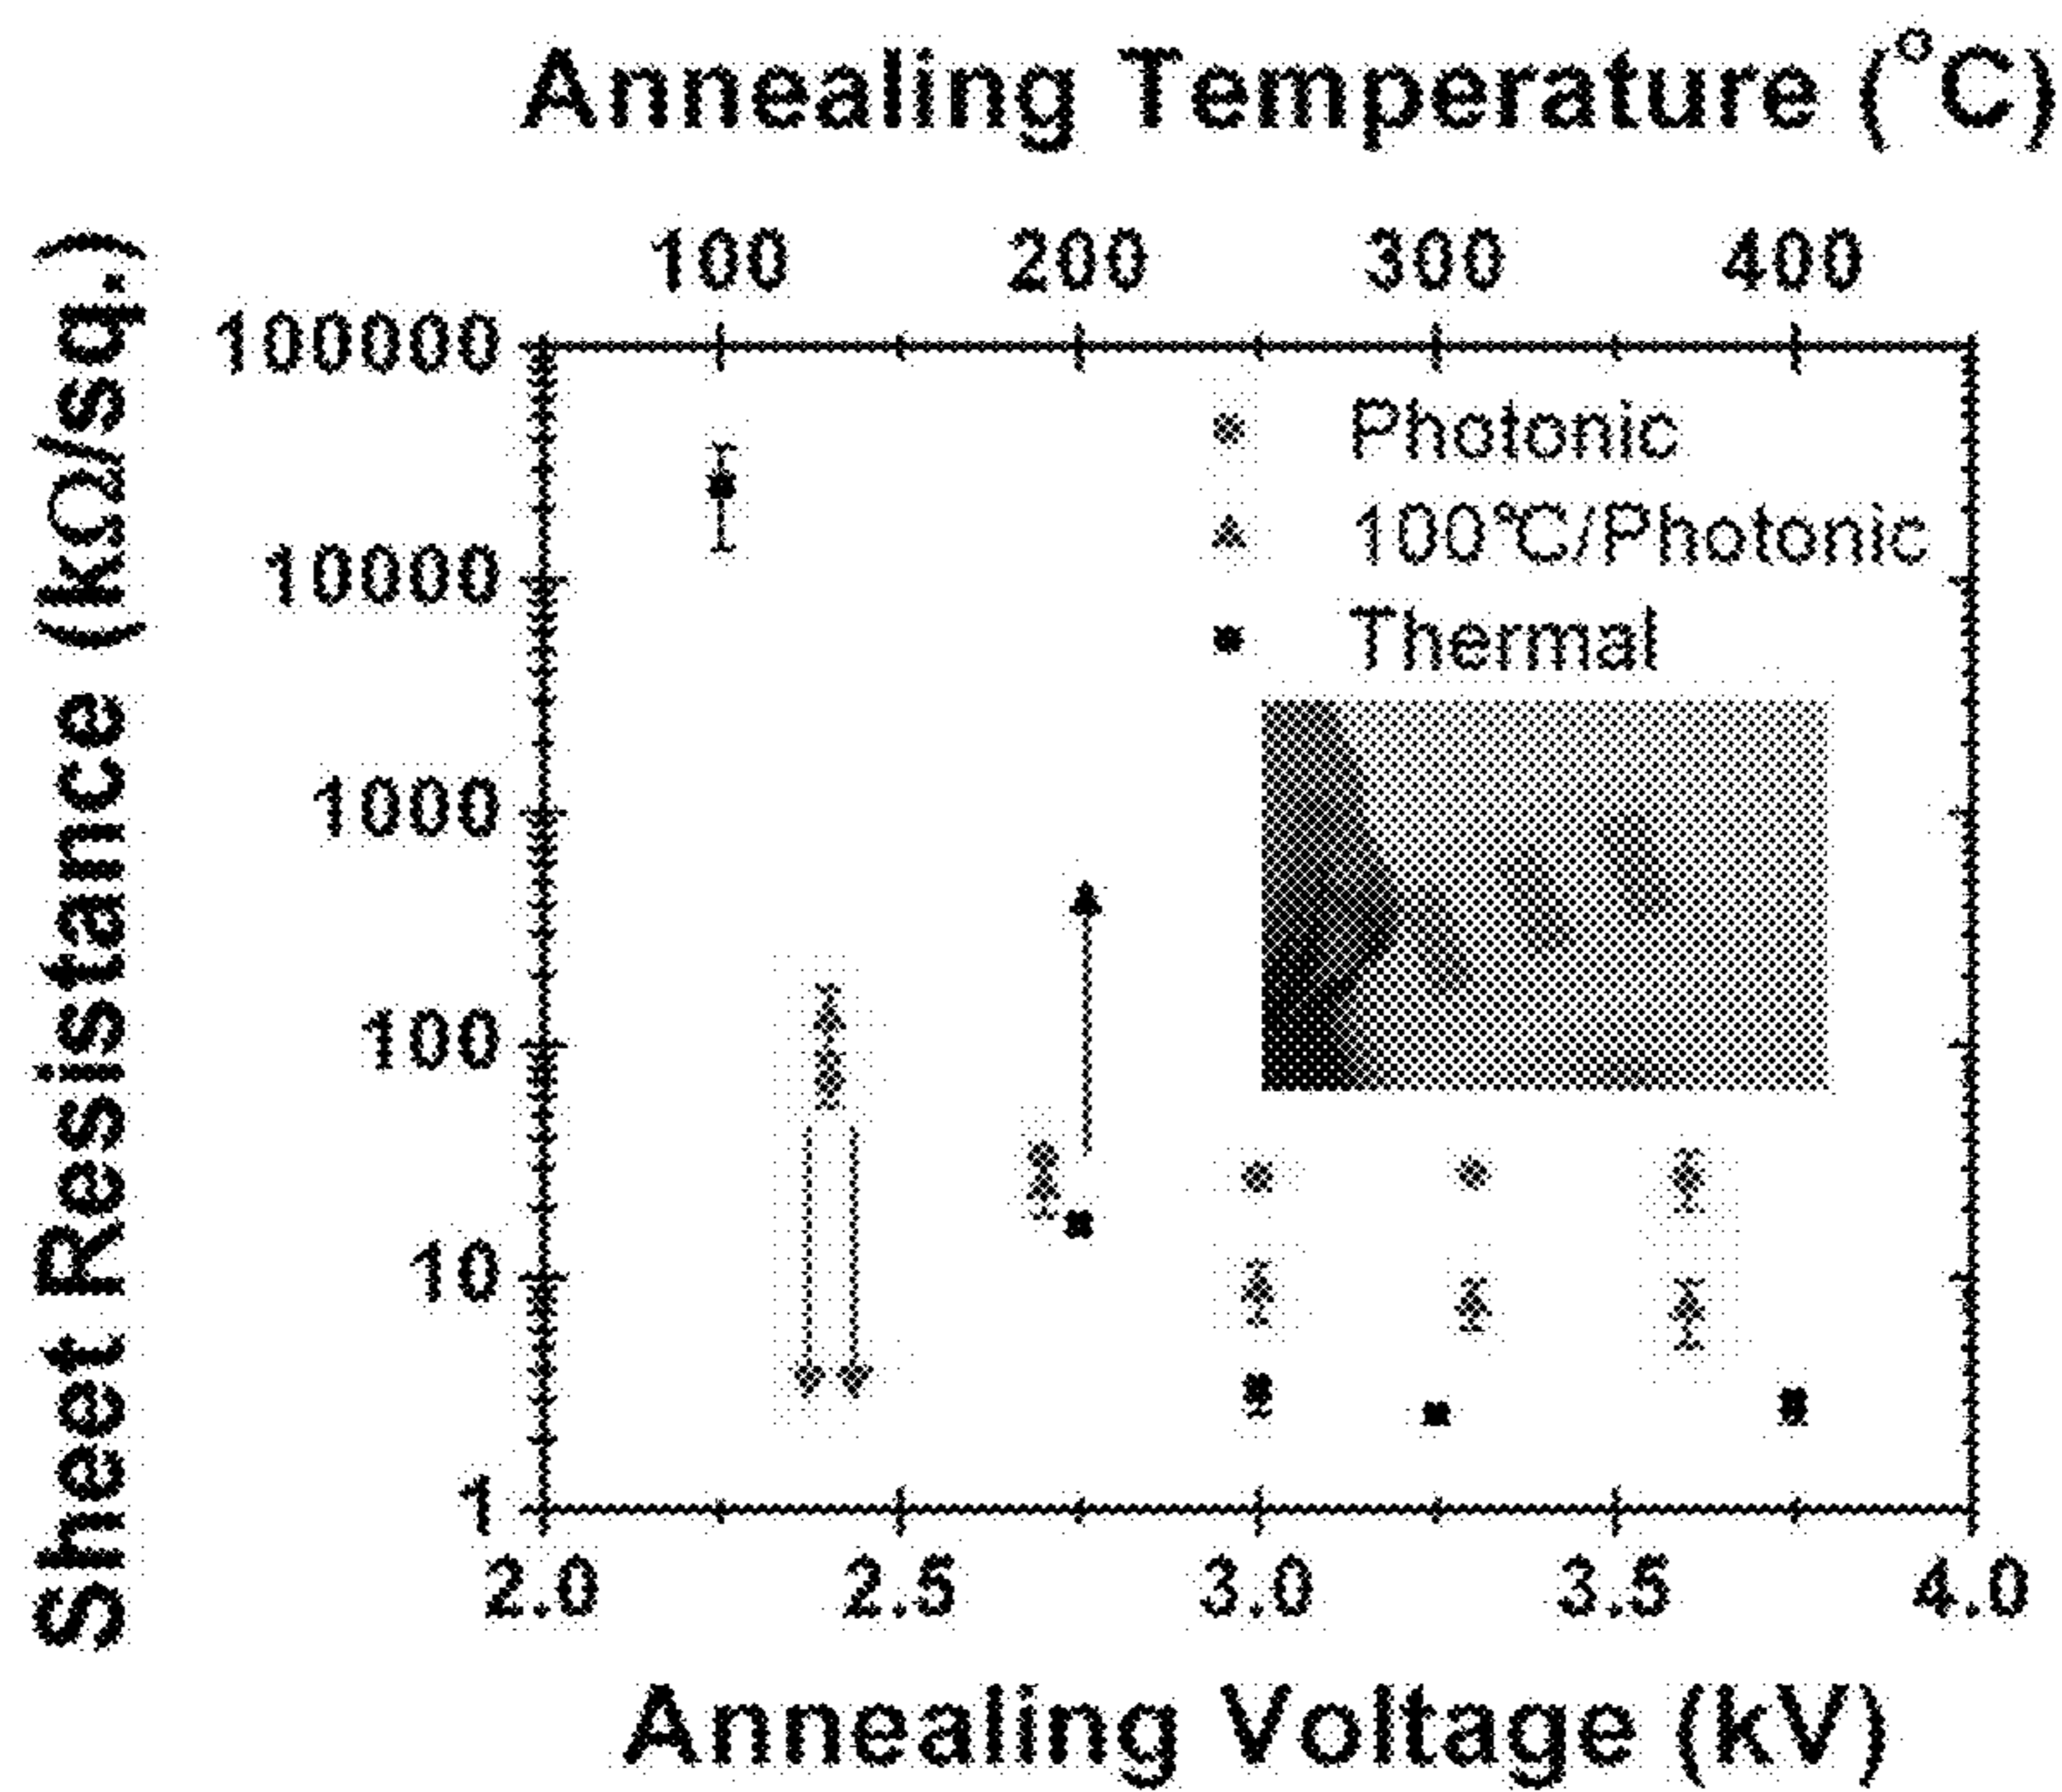 Annealing Temperature (°C)
100 200 300 400
Sheet Resistance (kΩ/sq.)
100000
10000
1000
100
10
1
Photonic
100°C/Photonic
Thermal
2.0 2.5 3.0 3.5 4.0
Annealing Voltage (kV)